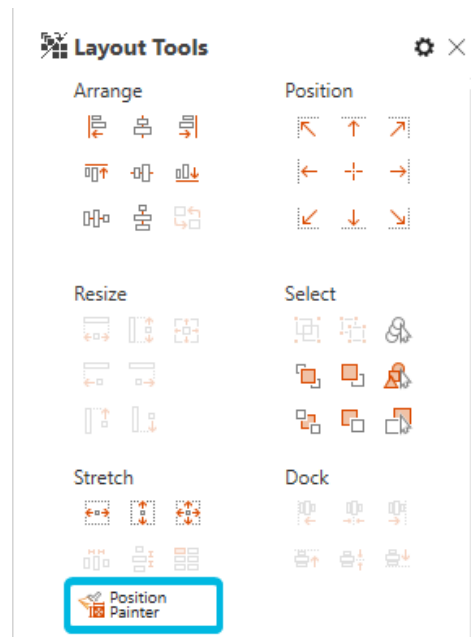 Layout Tools
Arrange
Position
Resize
Select
Stretch
Dock
Position
Painter